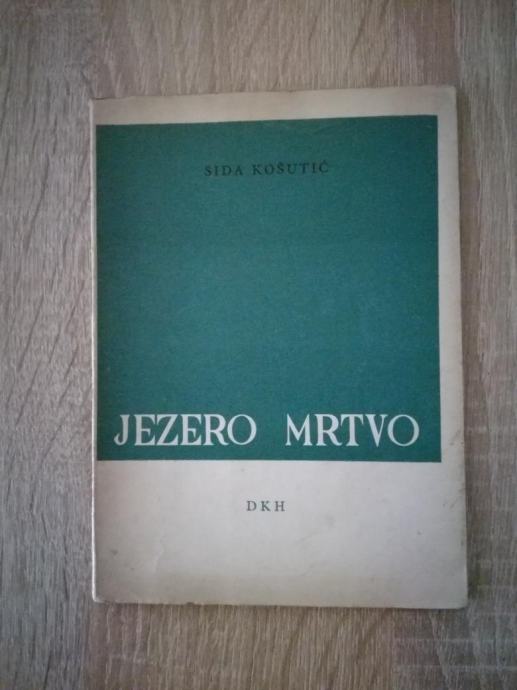 SIDA KOŠUTIĆ
JEZERO MRTVO
DKH